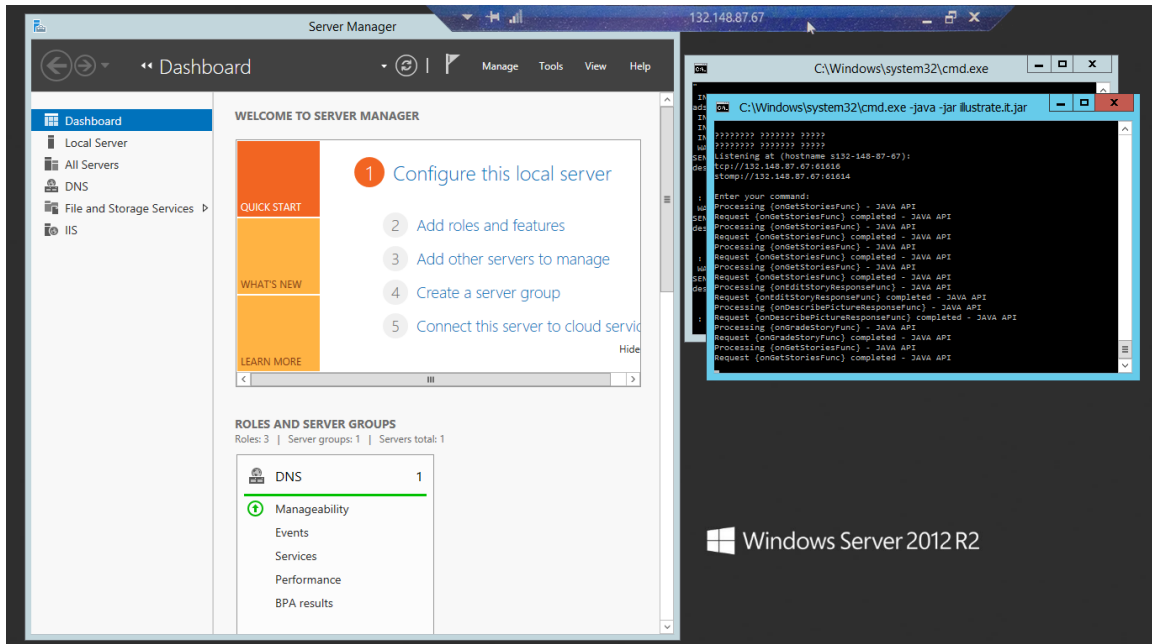 132.148.87.67
Server Manager
Dashboard
Manage Tools View Help
Dashboard
Local Server
All Servers
DNS
File and Storage Services
IIS
WELCOME TO SERVER MANAGER
QUICK START
WHAT'S NEW
LEARN MORE
1 Configure this local server
2 Add roles and features
3 Add other servers to manage
4 Create a server group
5 Connect this server to cloud servic
Hide
ROLES AND SERVER GROUPS
Roles: 3 | Server groups: 1 | Servers total: 1
DNS 1
Manageability
Events
Services
Performance
BPA results
C:\Windows\system32\cmd.exe
C:\Windows\system32\cmd.exe -java -jar illustrate.it.jar
???????? ??????? ?????
???????? ??????? ?????
Listening at (hostname s132-148-87-67):
tcp://132.148.87.67:61616
stomp://132.148.87.67:61614
Enter your command:
Processing {onGetStoriesFunc} - JAVA API
Request {onGetStoriesFunc} completed - JAVA API
Processing {onGetStoriesFunc} - JAVA API
Request {onGetStoriesFunc} completed - JAVA API
Processing {onGetStoriesFunc} - JAVA API
Request {onGetStoriesFunc} completed - JAVA API
Processing {onGetStoriesFunc} - JAVA API
Request {onGetStoriesFunc} completed - JAVA API
Processing {onEditStoryResponseFunc} - JAVA API
Request {onEditStoryResponseFunc} completed - JAVA API
Processing {onDescribePictureResponseFunc} - JAVA API
Request {onDescribePictureResponseFunc} completed - JAVA API
Processing {onGradeStoryFunc} - JAVA API
Request {onGradeStoryFunc} completed - JAVA API
Processing {onGetStoriesFunc} - JAVA API
Request {onGetStoriesFunc} completed - JAVA API
Windows Server 2012 R2